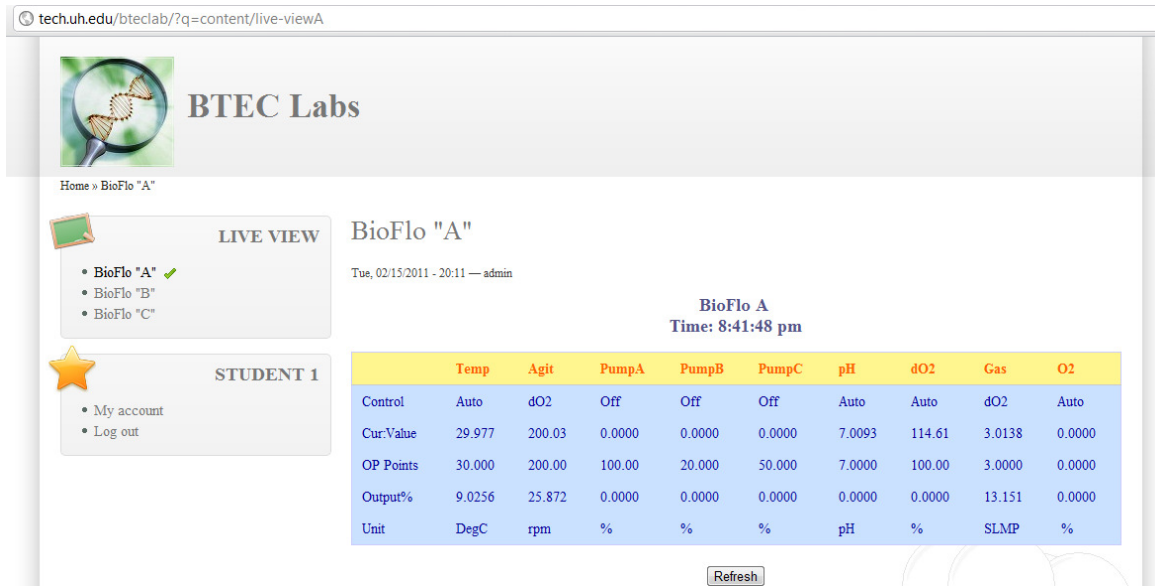 tech.uh.edu/bteclab/?q=content/live-viewA
BTEC Labs
Home » BioFlo "A"
LIVE VIEW
• BioFlo "A"
• BioFlo "B"
• BioFlo "C"
STUDENT 1
• My account
• Log out
BioFlo "A"
Tue, 02/15/2011 - 20:11 — admin
BioFlo A
Time: 8:41:48 pm
Temp Agit PumpA PumpB PumpC pH dO2 Gas O2
Control Auto dO2 Off Off Off Auto Auto dO2 Auto
Cur:Value 29.977 200.03 0.0000 0.0000 0.0000 7.0093 114.61 3.0138 0.0000
OP Points 30.000 200.00 100.00 20.000 50.000 7.0000 100.00 3.0000 0.0000
Output% 9.0256 25.872 0.0000 0.0000 0.0000 0.0000 0.0000 13.151 0.0000
Unit DegC rpm % % % pH % SLMP %
Refresh